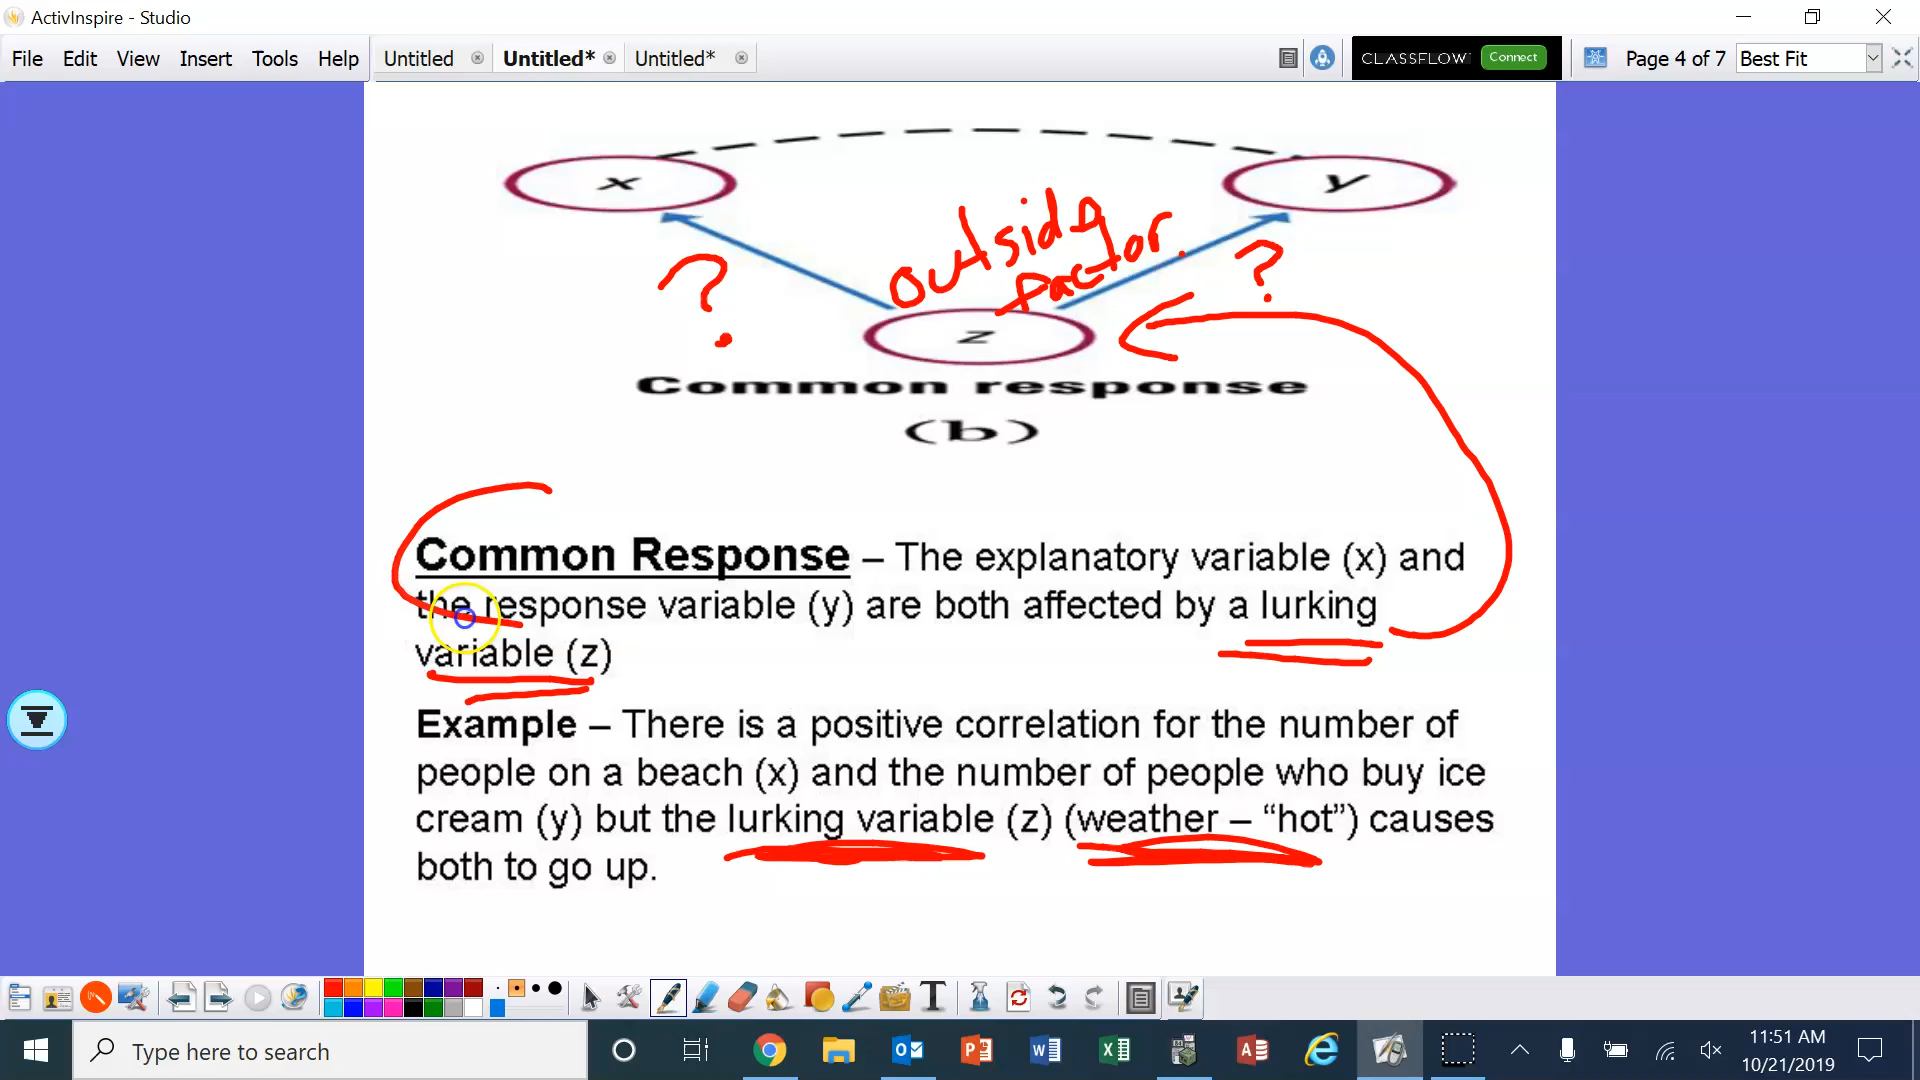 ActivInspire - Studio
File Edit View Insert Tools Help Untitled Untitled* Untitled* CLASSFLOW Connect Page 4 of 7 Best Fit
x y
outside
factor.
? ?
z
Common response
(b)
Common Response – The explanatory variable (x) and
the response variable (y) are both affected by a lurking
variable (z)
Example – There is a positive correlation for the number of
people on a beach (x) and the number of people who buy ice
cream (y) but the lurking variable (z) (weather – “hot”) causes
both to go up.
Type here to search
11:51 AM
10/21/2019